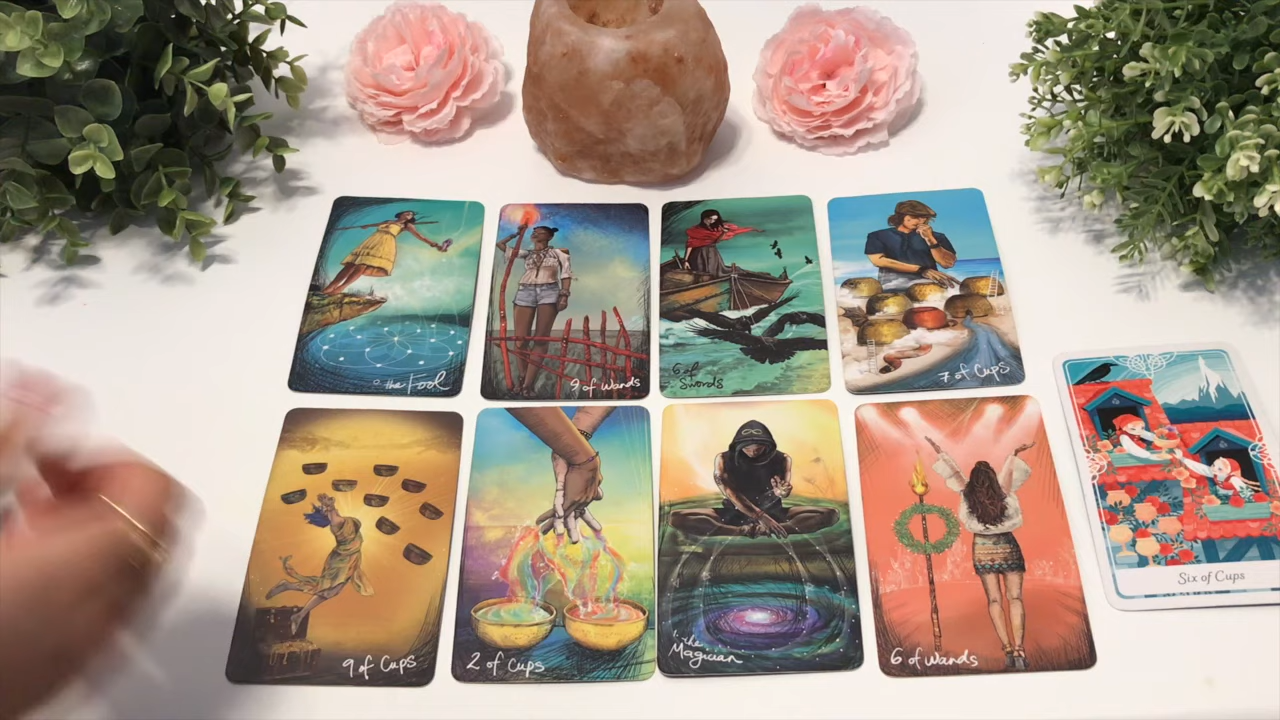 0 the Fool
9 of Wands
6 of
- Swords
7 of Cups
9 of Cups
2 of Cups
1 the
Magician
6 of Wands
Six of Cups